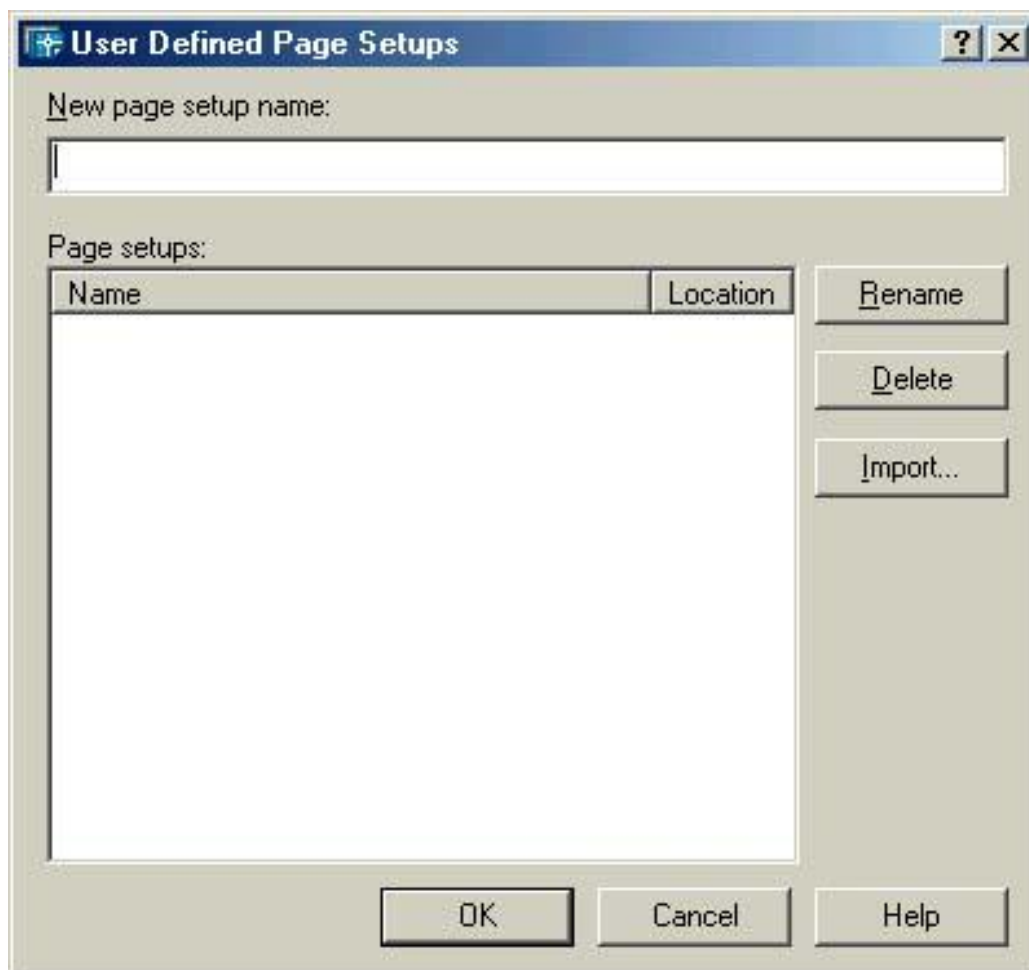 User Defined Page Setups
New page setup name:
Page setups:
Name Location
Rename
Delete
Import...
OK Cancel Help